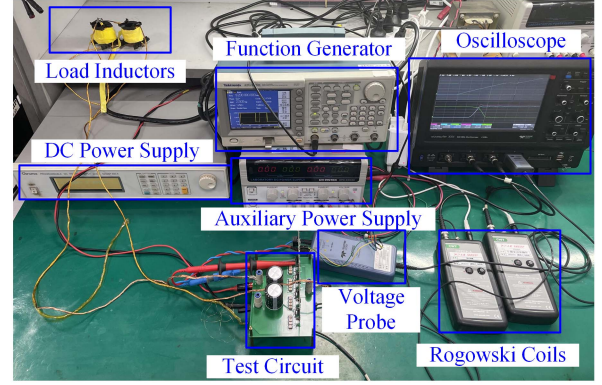 Load Inductors
Function Generator
Oscilloscope
DC Power Supply
Auxiliary Power Supply
Voltage
Probe
Test Circuit
Rogowski Coils